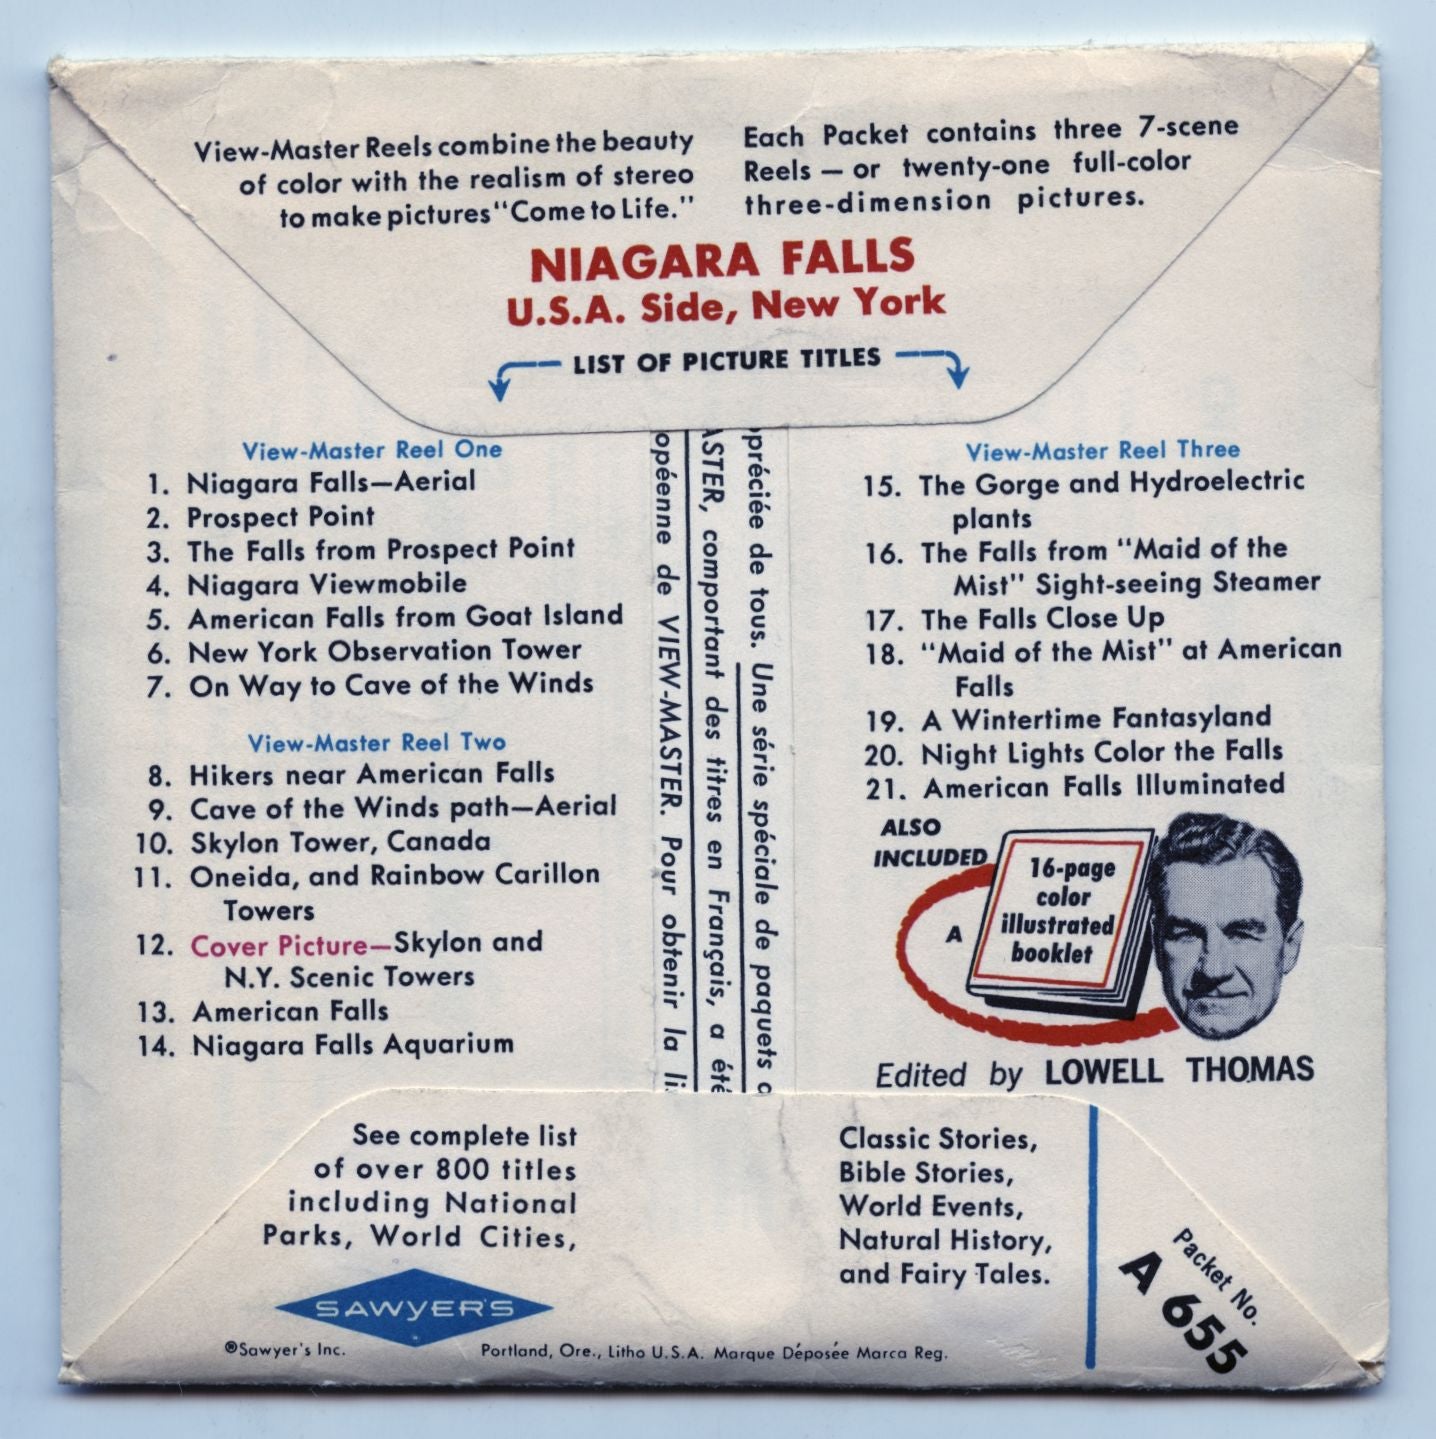 View-Master Reels combine the beauty
of color with the realism of stereo
to make pictures "Come to Life."
Each Packet contains three 7-scene
Reels — or twenty-one full-color
three-dimension pictures.
NIAGARA FALLS
U.S.A. Side, New York
LIST OF PICTURE TITLES
View-Master Reel One
1. Niagara Falls—Aerial
2. Prospect Point
3. The Falls from Prospect Point
4. Niagara Viewmobile
5. American Falls from Goat Island
6. New York Observation Tower
7. On Way to Cave of the Winds
View-Master Reel Two
8. Hikers near American Falls
9. Cave of the Winds path—Aerial
10. Skylon Tower, Canada
11. Oneida, and Rainbow Carillon
Towers
12. Cover Picture—Skylon and
N.Y. Scenic Towers
13. American Falls
14. Niagara Falls Aquarium
préciée de tous. Une série spéciale de paquets
ASTER, comportant des titres en Français, a été
opéenne de VIEW-MASTER. Pour obtenir la li
View-Master Reel Three
15. The Gorge and Hydroelectric
plants
16. The Falls from "Maid of the
Mist" Sight-seeing Steamer
17. The Falls Close Up
18. "Maid of the Mist" at American
Falls
19. A Wintertime Fantasyland
20. Night Lights Color the Falls
21. American Falls Illuminated
ALSO
INCLUDED
A
16-page
color
illustrated
booklet
Edited by LOWELL THOMAS
See complete list
of over 800 titles
including National
Parks, World Cities,
Classic Stories,
Bible Stories,
World Events,
Natural History,
and Fairy Tales.
SAWYER'S
®Sawyer's Inc.
Portland, Ore., Litho U.S.A. Marque Déposée Marca Reg.
Packet No.
A 655